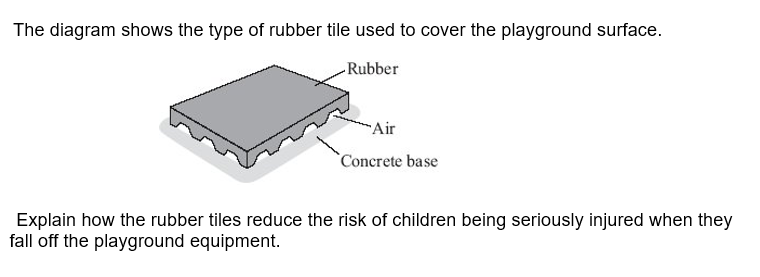 The diagram shows the type of rubber tile used to cover the playground surface.
Rubber
Air
Concrete base
Explain how the rubber tiles reduce the risk of children being seriously injured when they
fall off the playground equipment.